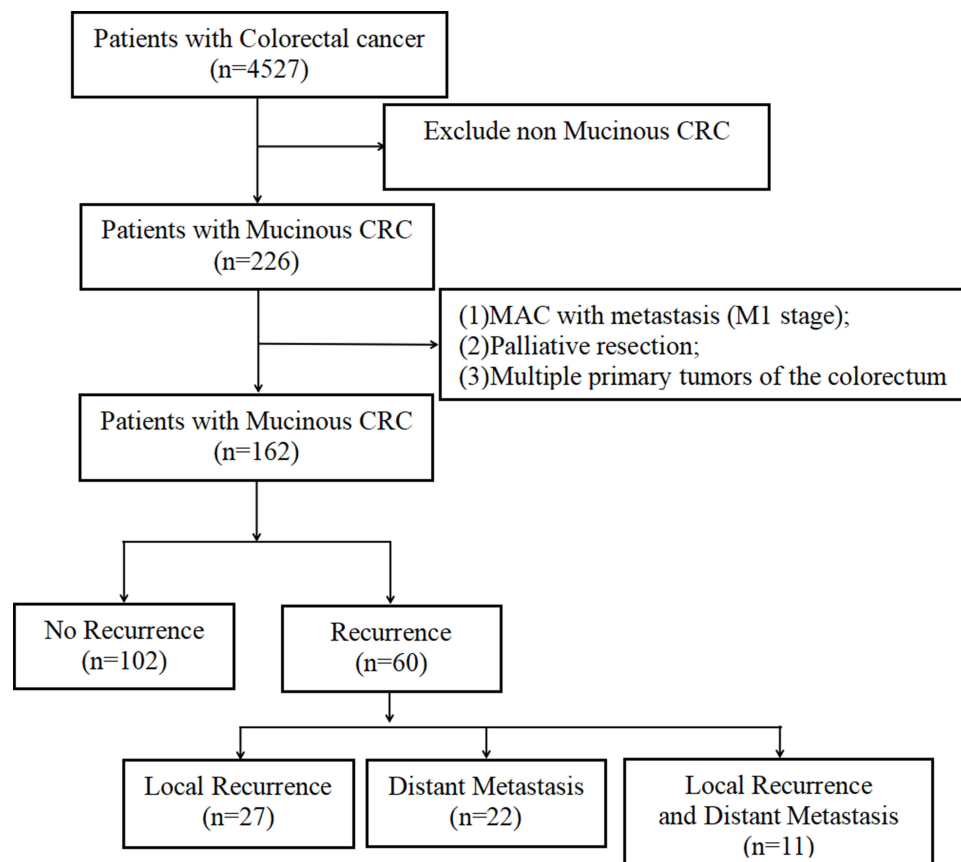 Patients with Colorectal cancer
(n=4527)
Exclude non Mucinous CRC
Patients with Mucinous CRC
(n=226)
(1)MAC with metastasis (M1 stage);
(2)Palliative resection;
(3)Multiple primary tumors of the colorectum
Patients with Mucinous CRC
(n=162)
No Recurrence
(n=102)
Recurrence
(n=60)
Local Recurrence
(n=27)
Distant Metastasis
(n=22)
Local Recurrence
and Distant Metastasis
(n=11)